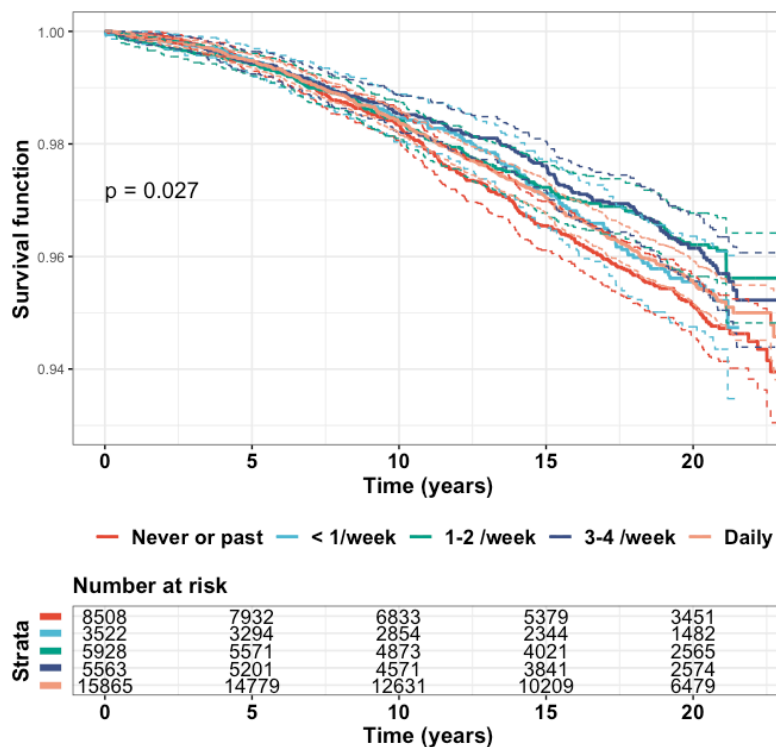 1.00
0.98
0.96
0.94
Survival function
p = 0.027
0 5 10 15 20
Time (years)
Never or past < 1/week 1-2 /week 3-4 /week Daily
Number at risk
Strata
8508 7932 6833 5379 3451
3522 3294 2854 2344 1482
5928 5571 4873 4021 2565
5563 5201 4571 3841 2574
15865 14779 12631 10209 6479
0 5 10 15 20
Time (years)